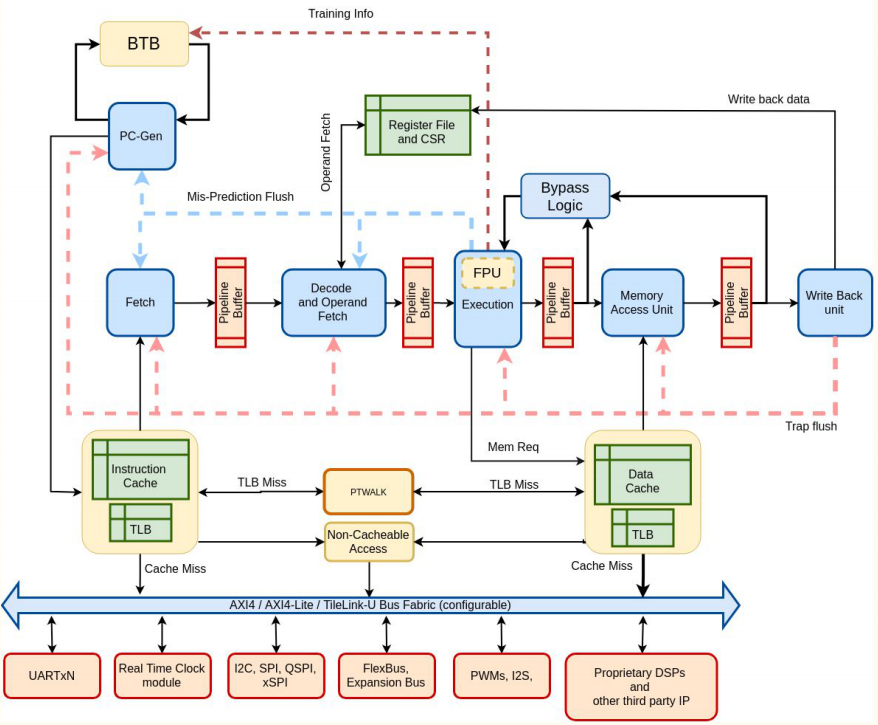 Training Info
BTB
PC-Gen
Register File
and CSR
Write back data
Operand Fetch
Mis-Prediction Flush
Bypass
Logic
Fetch
Pipeline
Buffer
Decode
and Operand
Fetch
Pipeline
Buffer
FPU
Execution
Pipeline
Buffer
Memory
Access Unit
Pipeline
Buffer
Write Back
unit
Trap flush
Mem Req
Instruction
Cache
TLB
TLB Miss
PTWALK
TLB Miss
Data
Cache
TLB
Non-Cacheable
Access
Cache Miss
Cache Miss
AXI4 / AXI4-Lite / TileLink-U Bus Fabric (configurable)
UARTxN
Real Time Clock
module
I2C, SPI, QSPI,
xSPI
FlexBus,
Expansion Bus
PWMs, I2S,
Proprietary DSPs
and
other third party IP